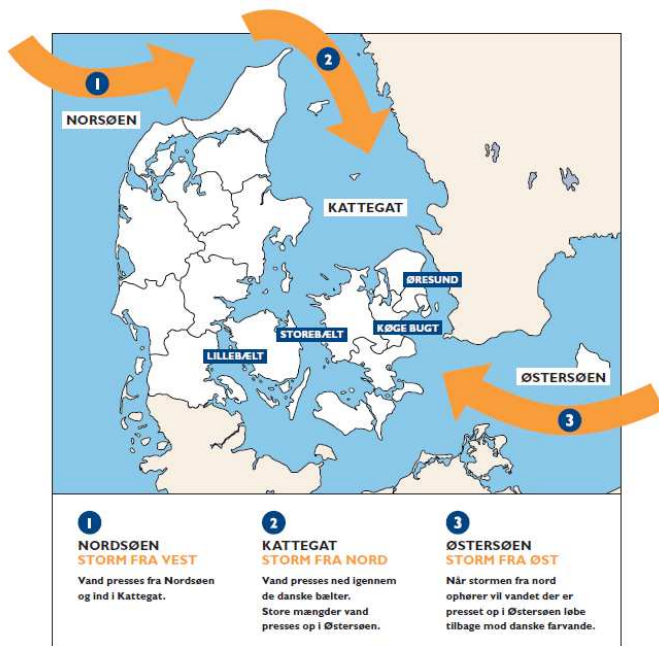 1
2
NORSØEN
KATTEGAT
ØRESUND
STOREBÆLT
KØGE BUGT
LILLEBÆLT
ØSTERSØEN
3
1
NORDSØEN
STORM FRA VEST
Vand presses fra Nordsøen
og ind i Kattegat.
2
KATTEGAT
STORM FRA NORD
Vand presses ned igennem
de danske bælter.
Store mængder vand
presses op i Østersøen.
3
ØSTERSØEN
STORM FRA ØST
Når stormen fra nord
ophører vil vandet der er
presset op i Østersøen løbe
tilbage mod danske farvande.